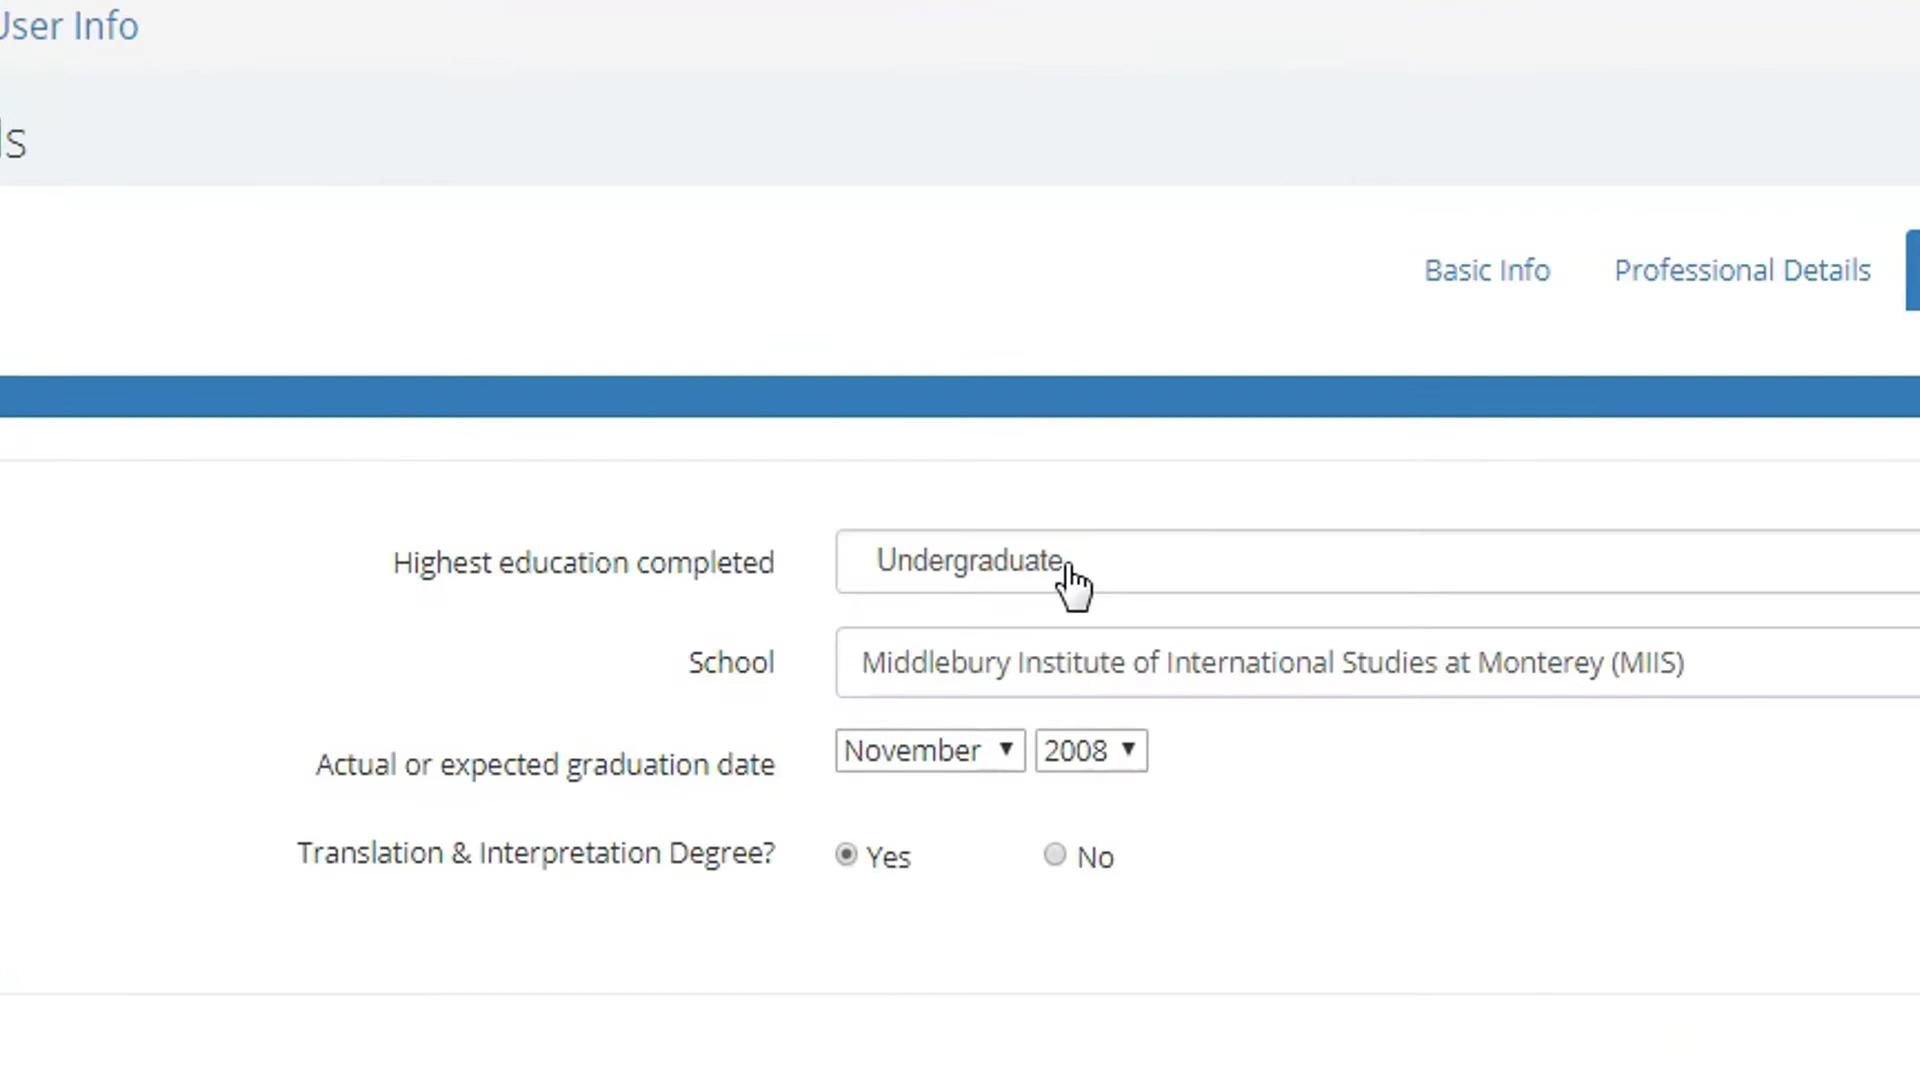 User Info
ls
Basic Info Professional Details
Highest education completed Undergraduate
School Middlebury Institute of International Studies at Monterey (MIIS)
Actual or expected graduation date November 2008
Translation & Interpretation Degree? Yes No